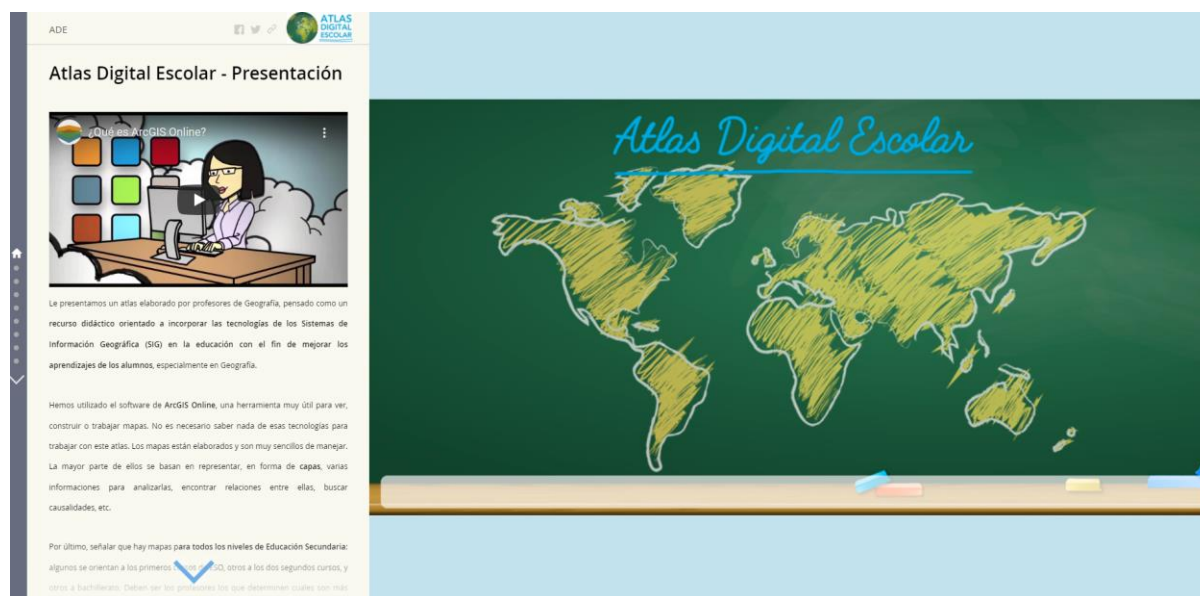 ADE
ATLAS
DIGITAL
ESCOLAR
Atlas Digital Escolar - Presentación
¿Qué es ArcGIS Online?
Le presentamos un atlas elaborado por profesores de Geografía, pensado como un
recurso didáctico orientado a incorporar las tecnologías de los Sistemas de
Información Geográfica (SIG) en la educación con el fin de mejorar los
aprendizajes de los alumnos, especialmente en Geografía.
Hemos utilizado el software de ArcGIS Online, una herramienta muy útil para ver,
construir o trabajar mapas. No es necesario saber nada de esas tecnologías para
trabajar con este atlas. Los mapas están elaborados y son muy sencillos de manejar.
La mayor parte de ellos se basan en representar, en forma de capas, varias
informaciones para analizarlas, encontrar relaciones entre ellas, buscar
causalidades, etc.
Por último, señalar que hay mapas para todos los niveles de Educación Secundaria:
algunos se orientan a los primeros cursos de ESO, otros a los dos segundos cursos, y
otros a bachillerato. Deben ser los profesores los que determinen cuales son más
Atlas Digital Escolar